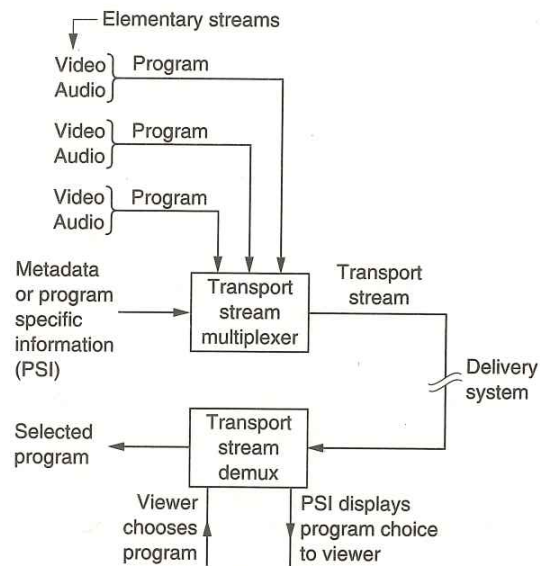 Elementary streams
Video
Audio
Program
Video
Audio
Program
Video
Audio
Program
Metadata
or program
specific
information
(PSI)
Transport
stream
multiplexer
Transport
stream
Delivery
system
Selected
program
Transport
stream
demux
Viewer
chooses
program
PSI displays
program choice
to viewer